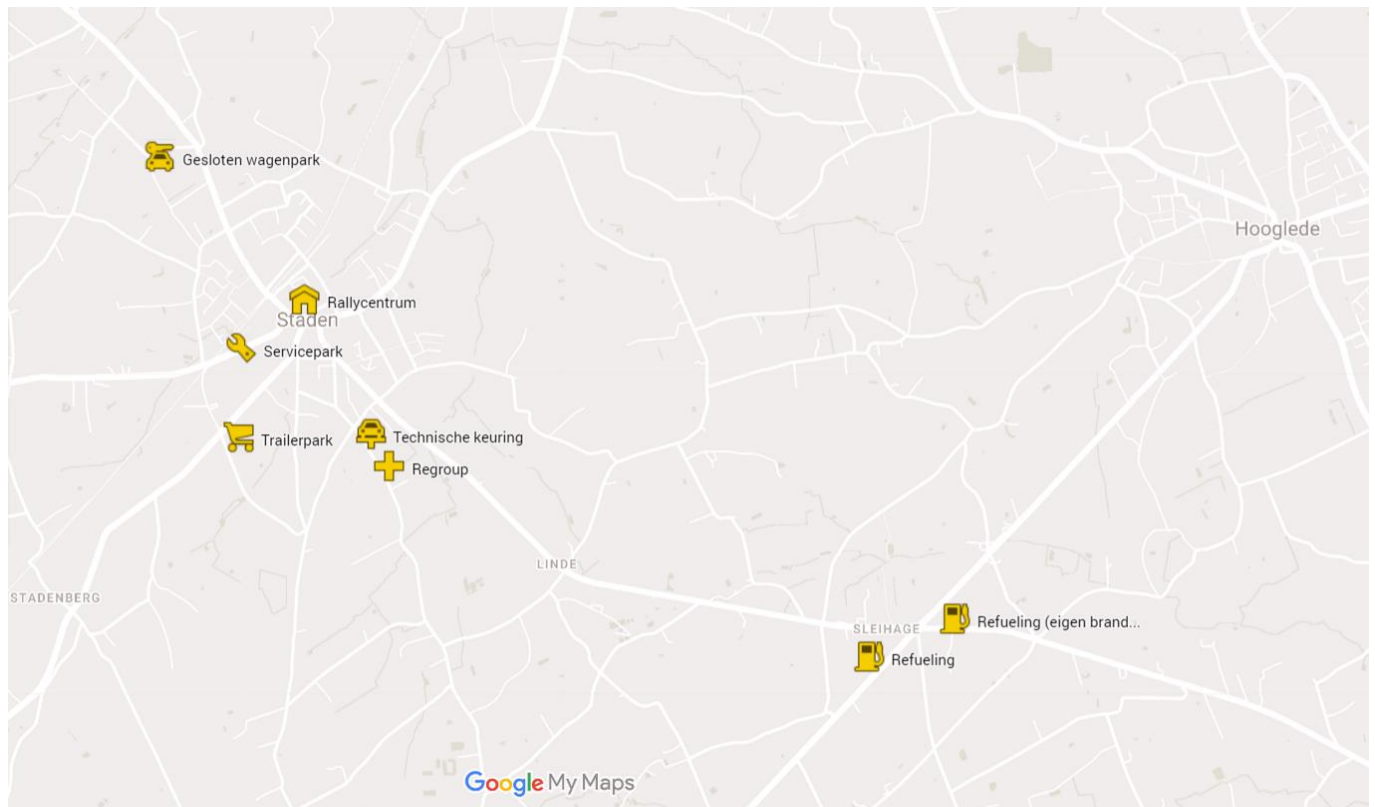 Gesloten wagenpark
Hooglede
Rallycentrum
Staden
Servicepark
Trailerpark
Technische keuring
Regroup
LINDE
STADENBERG
Refueling (eigen brand...
SLEIHAGE
Refueling
Google My Maps